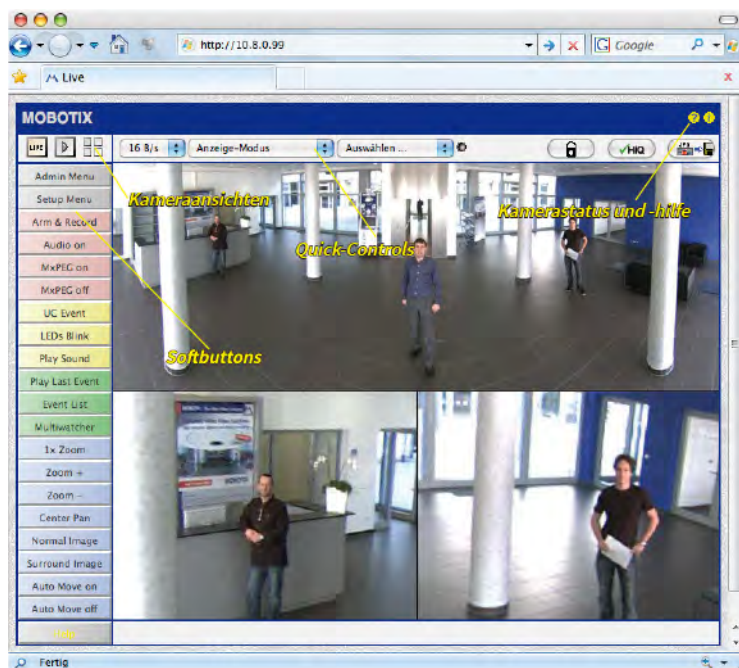 http://10.8.0.99
Google
Live
MOBOTIX
LIVE
16 B/s
Anzeige-Modus
Auswählen ...
HIQ
Admin Menu
Setup Menu
Arm & Record
Audio on
MxPEG on
MxPEG off
UC Event
LEDs Blink
Play Sound
Play Last Event
Event List
Multiwatcher
1x Zoom
Zoom +
Zoom –
Center Pan
Normal Image
Surround Image
Auto Move on
Auto Move off
Kameraansichten
Quick-Controls
Kamerastatus und -hilfe
Softbuttons
MOBOTIX
Fertig